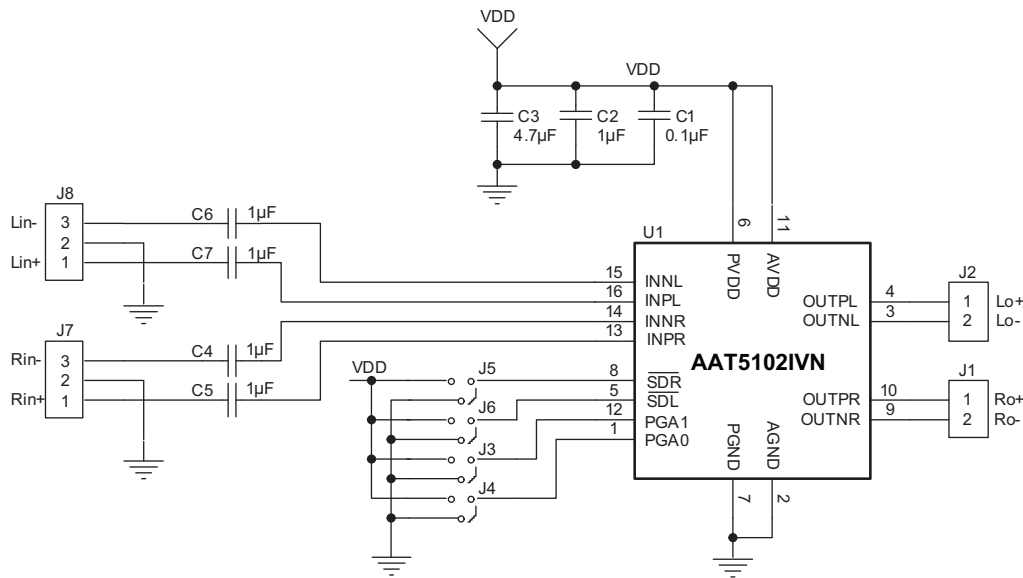 VDD
VDD
C3
4.7µF
C2
1µF
C1
0.1µF
J8
Lin-
3
2
Lin+
1
C6
1µF
C7
1µF
J7
Rin-
3
2
Rin+
1
C4
1µF
C5
1µF
VDD
J5
J6
J3
J4
U1
6
11
PVDD
AVDD
15
INNL
16
INPL
14
INNR
13
INPR
AAT5102IVN
8
SDR
5
SDL
12
PGA1
1
PGA0
OUTPL
4
OUTNL
3
OUTPR
10
OUTNR
9
PGND
AGND
7
2
J2
1
Lo+
2
Lo-
J1
1
Ro+
2
Ro-